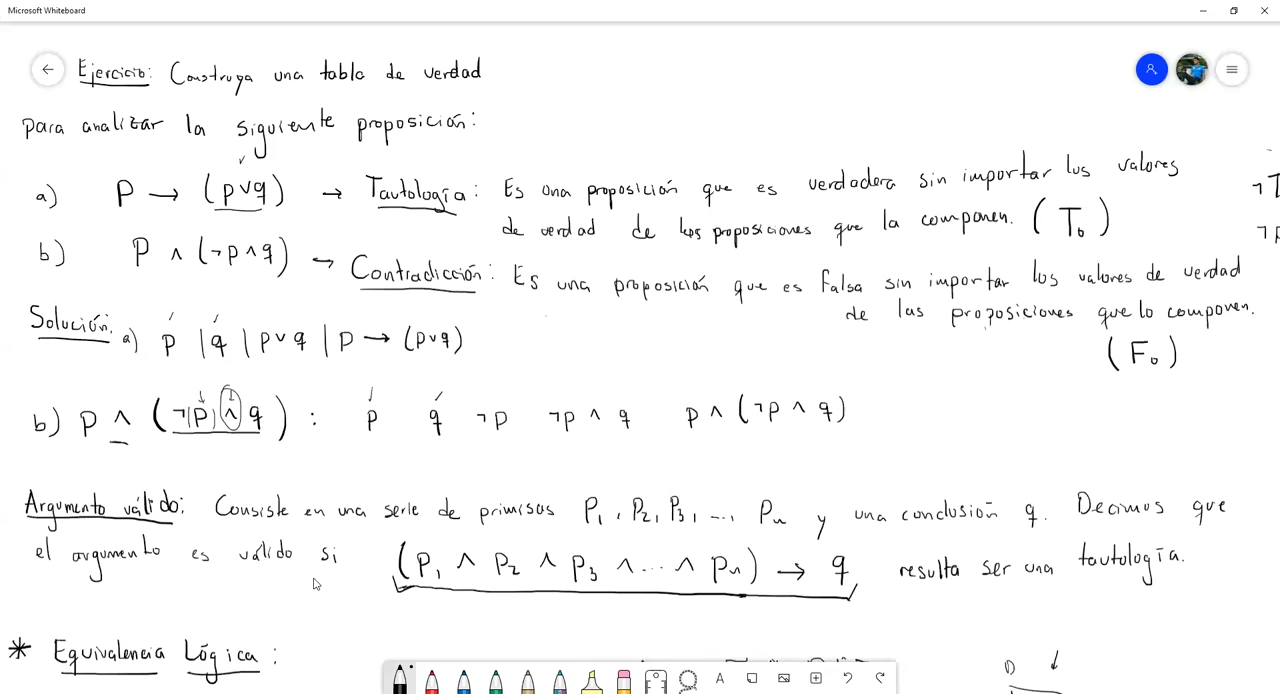 Microsoft Whiteboard
Ejercicio: Construya una tabla de verdad
para analizar la siguiente proposición:
a) p → (p ∨ q) → Tautología: Es una proposición que es verdadera sin importar los valores
de verdad de las proposiciones que la componen. (T₀)
b) p ∧ (¬p ∧ q) → Contradicción: Es una proposición que es falsa sin importar los valores de verdad
de las proposiciones que lo componen.
(F₀)
Solución: a) p | q | p ∨ q | p → (p ∨ q)
b) p ∧ (¬(p) ∧ q) : p q ¬p ¬p ∧ q p ∧ (¬p ∧ q)
Argumento válido: Consiste en una serie de primisas P₁, P₂, P₃, ..., Pₙ y una conclusión q. Decimos que
el argumento es válido si (P₁ ∧ P₂ ∧ P₃ ∧ ... ∧ Pₙ) → q resulta ser una tautología.
* Equivalencia Lógica: